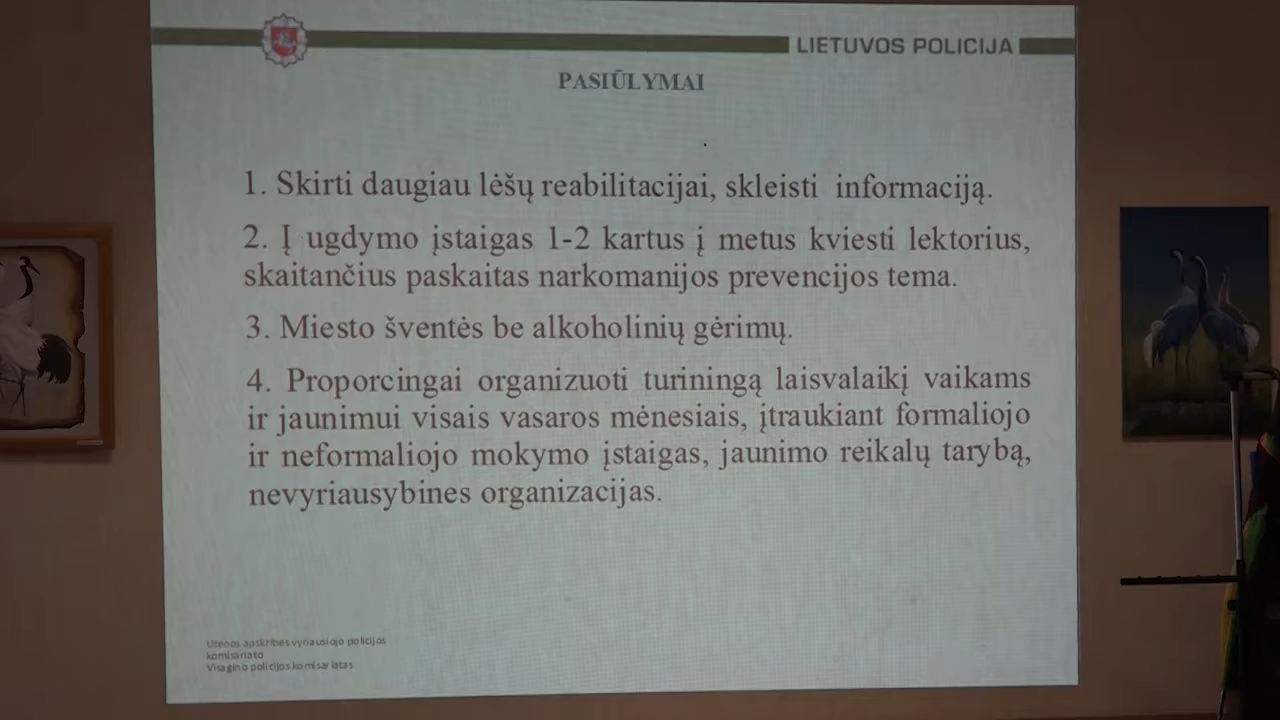 LIETUVOS POLICIJA
PASIŪLYMAI
1. Skirti daugiau lėšų reabilitacijai, skleisti informaciją.
2. Į ugdymo įstaigas 1-2 kartus į metus kviesti lektorius,
skaitančius paskaitas narkomanijos prevencijos tema.
3. Miesto šventės be alkoholinių gėrimų.
4. Proporcingai organizuoti turiningą laisvalaikį vaikams
ir jaunimui visais vasaros mėnesiais, įtraukiant formaliojo
ir neformaliojo mokymo įstaigas, jaunimo reikalų tarybą,
nevyriausybines organizacijas.
Utenos apskrities vyriausiojo policijos
komisariato
Visagino policijos komisariatas